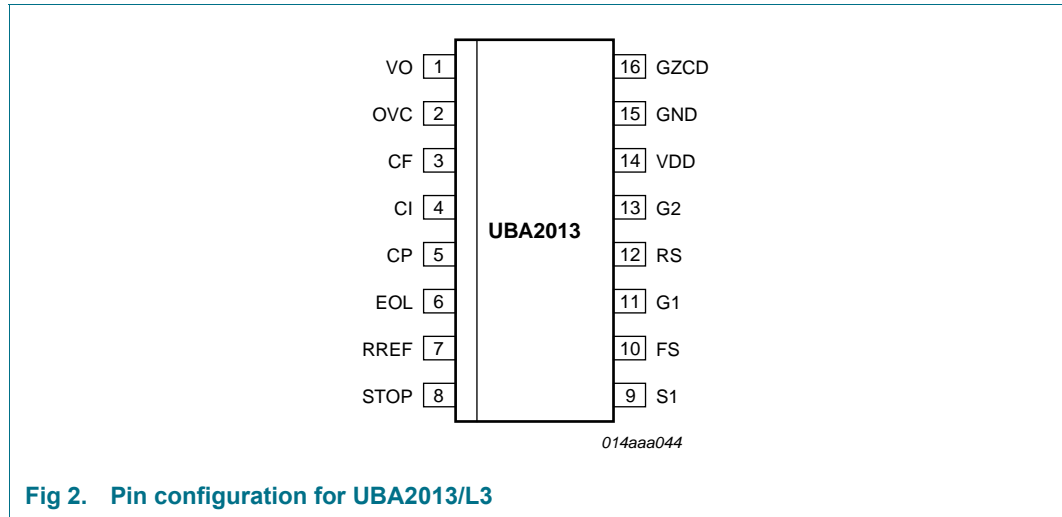 VO 1 16 GZCD
OVC 2 15 GND
CF 3 14 VDD
CI 4 13 G2
UBA2013
CP 5 12 RS
EOL 6 11 G1
RREF 7 10 FS
STOP 8 9 S1
014aaa044
Fig 2. Pin configuration for UBA2013/L3